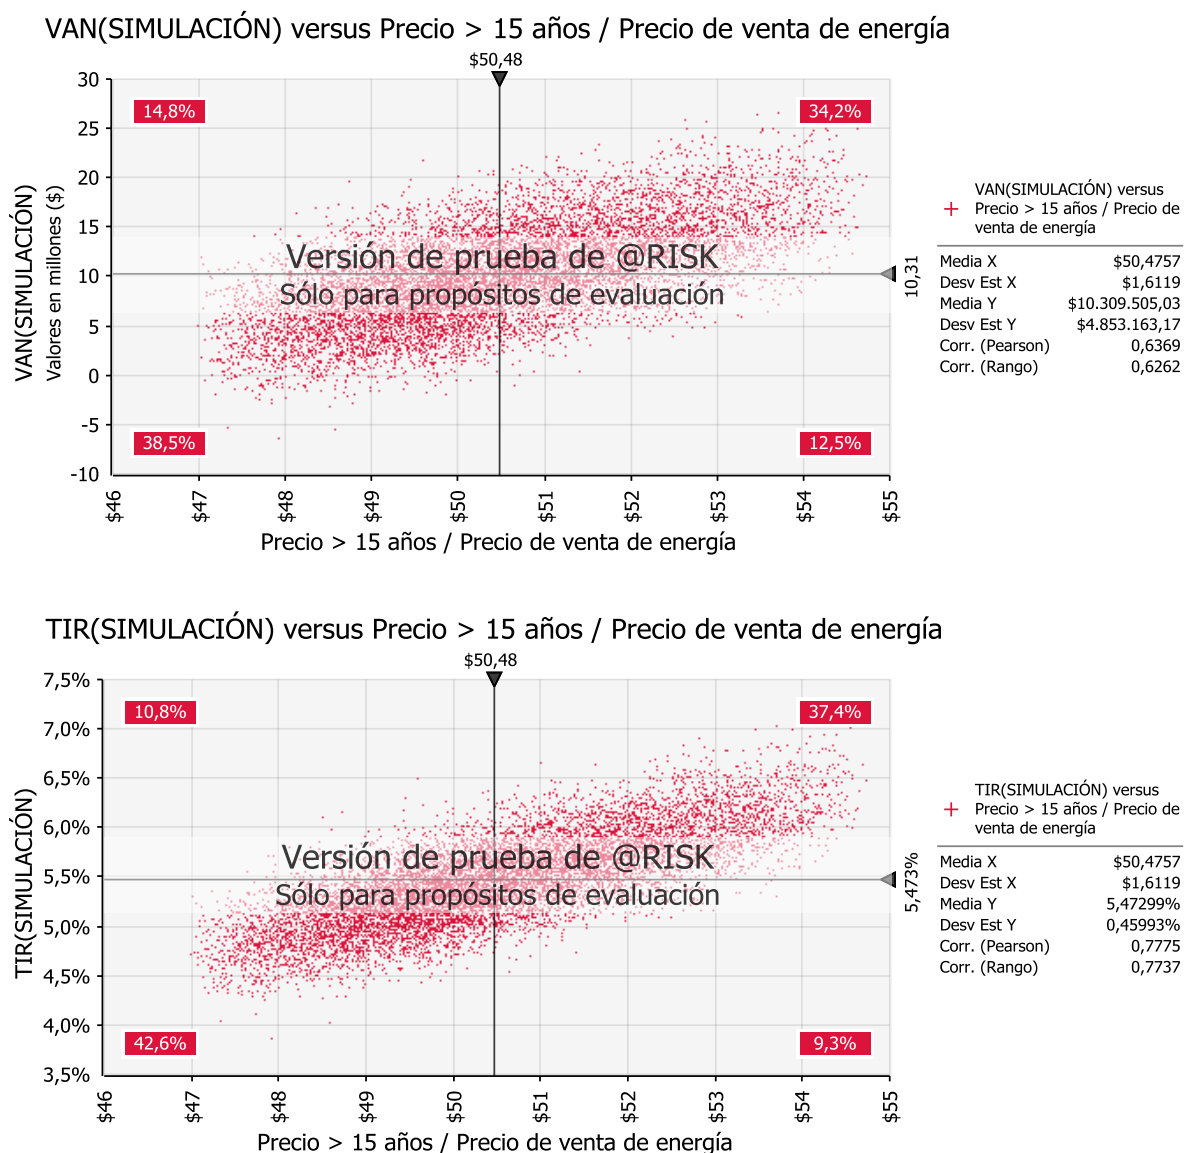 VAN(SIMULACIÓN) versus Precio > 15 años / Precio de venta de energía
$50,48
30
25
20
15
10
5
0
-5
-10
VAN(SIMULACIÓN)
Valores en millones ($)
14,8%
34,2%
38,5%
12,5%
Versión de prueba de @RISK
Sólo para propósitos de evaluación
10,31
$46
$47
$48
$49
$50
$51
$52
$53
$54
$55
Precio > 15 años / Precio de venta de energía
VAN(SIMULACIÓN) versus
Precio > 15 años / Precio de
venta de energía
Media X $50,4757
Desv Est X $1,6119
Media Y $10.309.505,03
Desv Est Y $4.853.163,17
Corr. (Pearson) 0,6369
Corr. (Rango) 0,6262
TIR(SIMULACIÓN) versus Precio > 15 años / Precio de venta de energía
$50,48
7,5%
7,0%
6,5%
6,0%
5,5%
5,0%
4,5%
4,0%
3,5%
TIR(SIMULACIÓN)
10,8%
37,4%
42,6%
9,3%
Versión de prueba de @RISK
Sólo para propósitos de evaluación
5,473%
$46
$47
$48
$49
$50
$51
$52
$53
$54
$55
Precio > 15 años / Precio de venta de energía
TIR(SIMULACIÓN) versus
Precio > 15 años / Precio de
venta de energía
Media X $50,4757
Desv Est X $1,6119
Media Y 5,47299%
Desv Est Y 0,45993%
Corr. (Pearson) 0,7775
Corr. (Rango) 0,7737